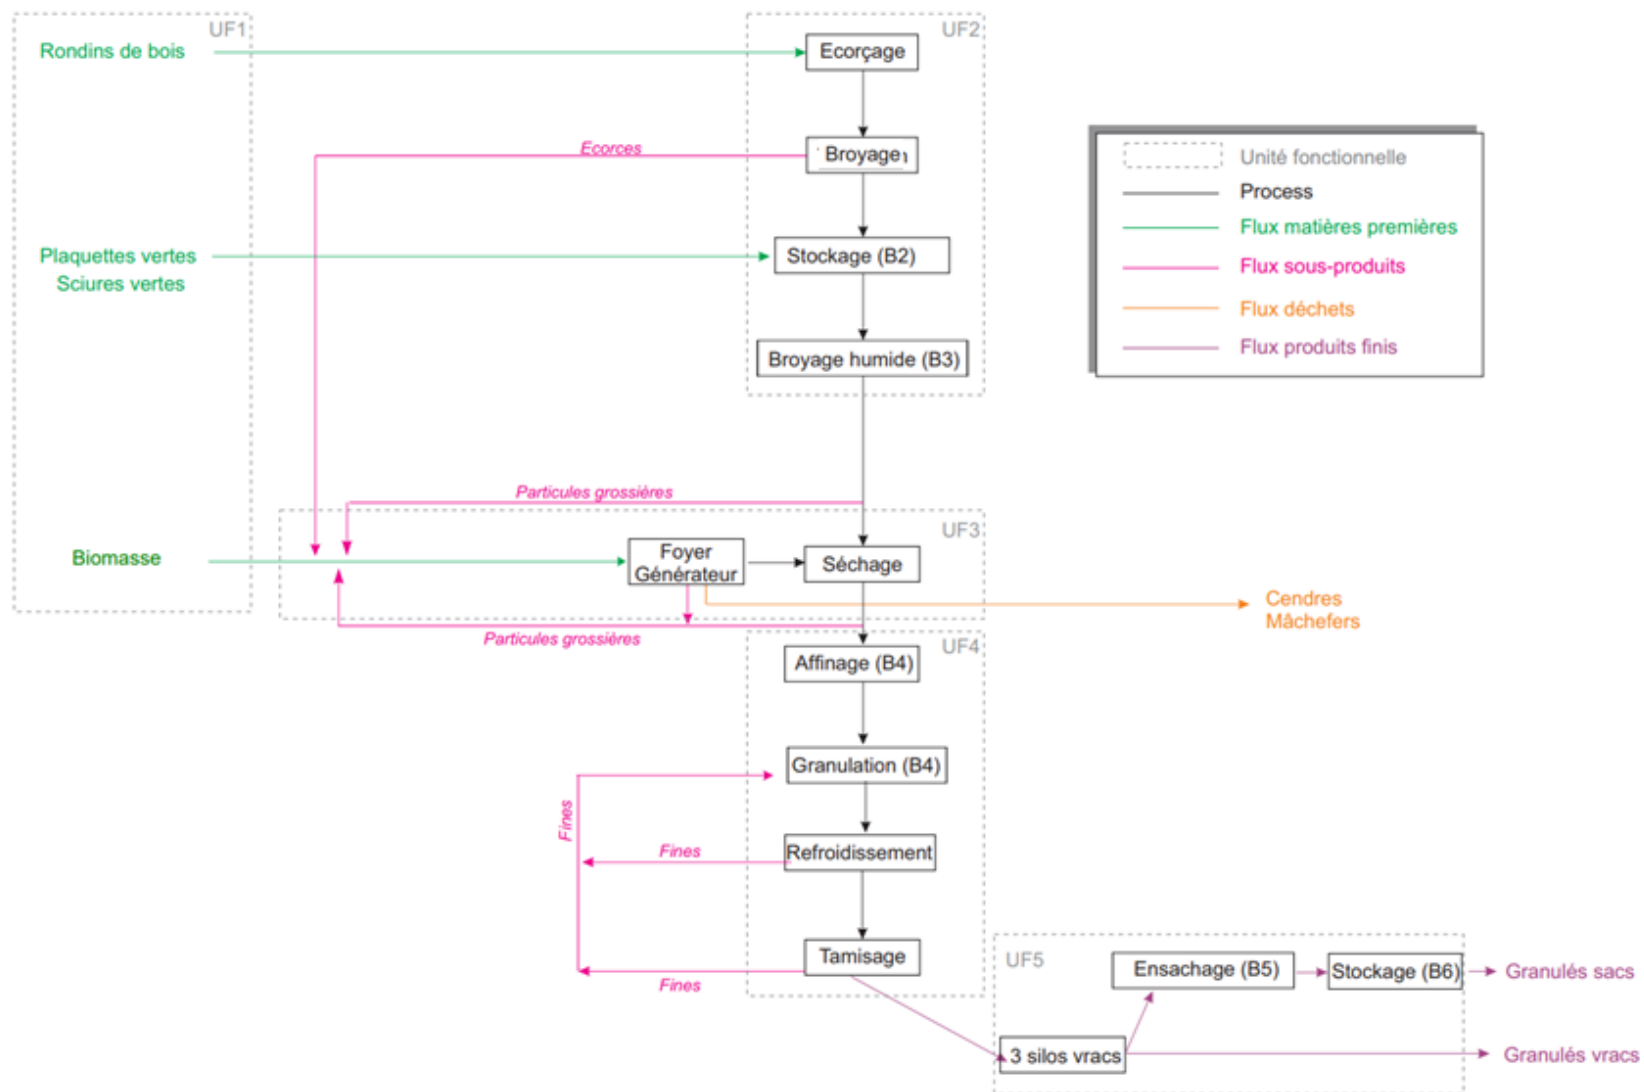 UF1
UF2
Rondins de bois
Ecorçage
Ecorces
Broyage
Unité fonctionnelle
Process
Flux matières premières
Flux sous-produits
Flux déchets
Flux produits finis
Plaquettes vertes
Sciures vertes
Stockage (B2)
Broyage humide (B3)
Particules grossières
UF3
Biomasse
Foyer
Générateur
Séchage
Cendres
Mâchefers
Particules grossières
UF4
Affinage (B4)
Granulation (B4)
Fines
Fines
Refroidissement
Tamisage
Fines
UF5
Ensachage (B5)
Stockage (B6)
Granulés sacs
3 silos vracs
Granulés vracs